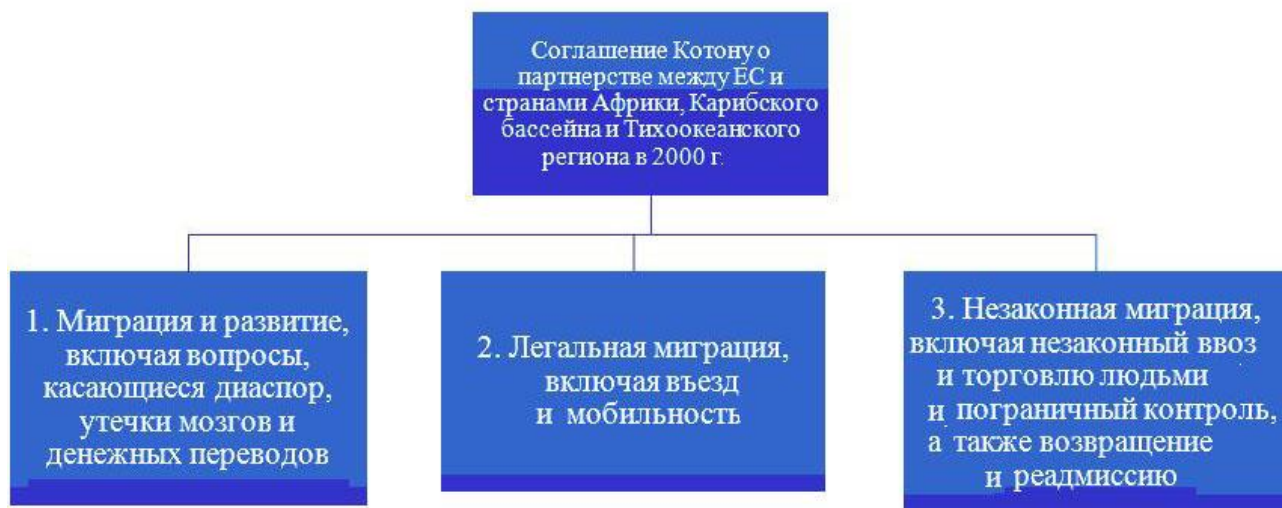 Соглашение Котону о
партнерстве между ЕС и
странами Африки, Карибского
бассейна и Тихоокеанского
региона в 2000 г.
1. Миграция и развитие,
включая вопросы,
касающиеся диаспор,
утечки мозгов и
денежных переводов
2. Легальная миграция,
включая въезд
и мобильность
3. Незаконная миграция,
включая незаконный ввоз
и торговлю людьми
и пограничный контроль,
а также возвращение
и реадмиссию